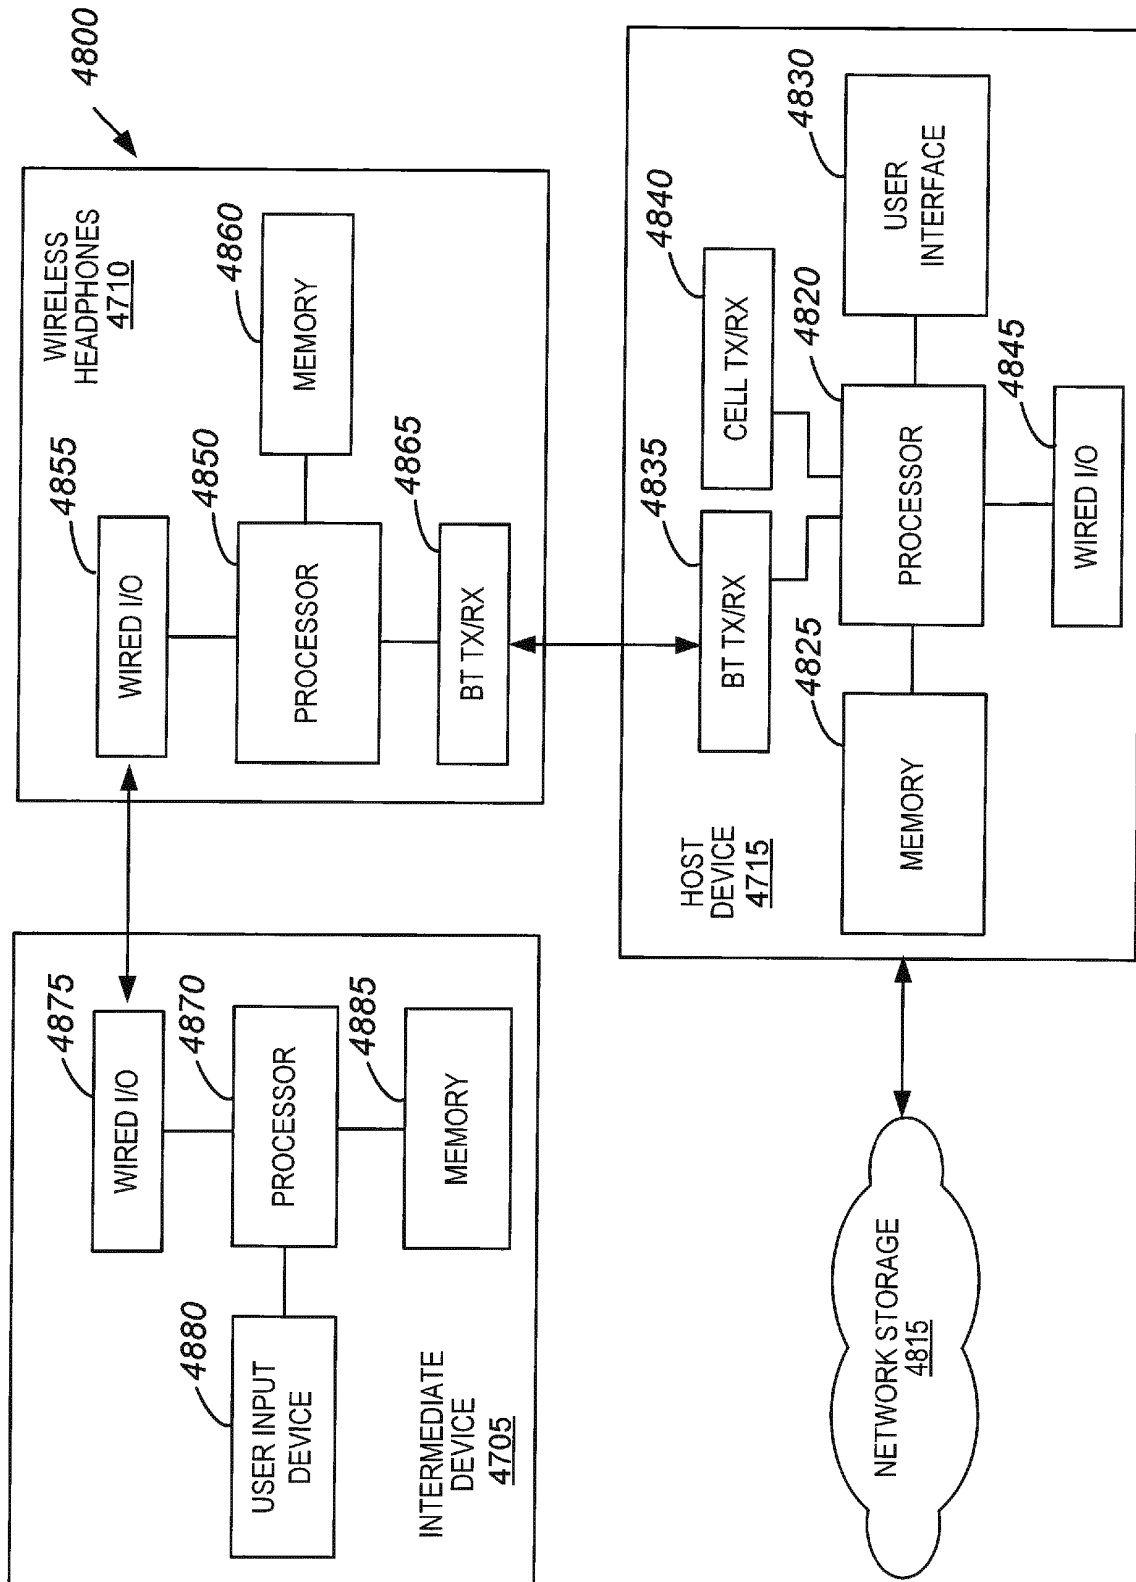 4800
INTERMEDIATE
DEVICE
4705
WIRED I/O
4875
PROCESSOR
4870
MEMORY
4885
USER INPUT
DEVICE
4880
WIRELESS
HEADPHONES
4710
WIRED I/O
4855
PROCESSOR
4850
MEMORY
4860
BT TX/RX
4865
HOST
DEVICE
4715
BT TX/RX
4835
CELL TX/RX
4840
MEMORY
4825
PROCESSOR
4820
USER
INTERFACE
4830
WIRED I/O
4845
NETWORK STORAGE
4815